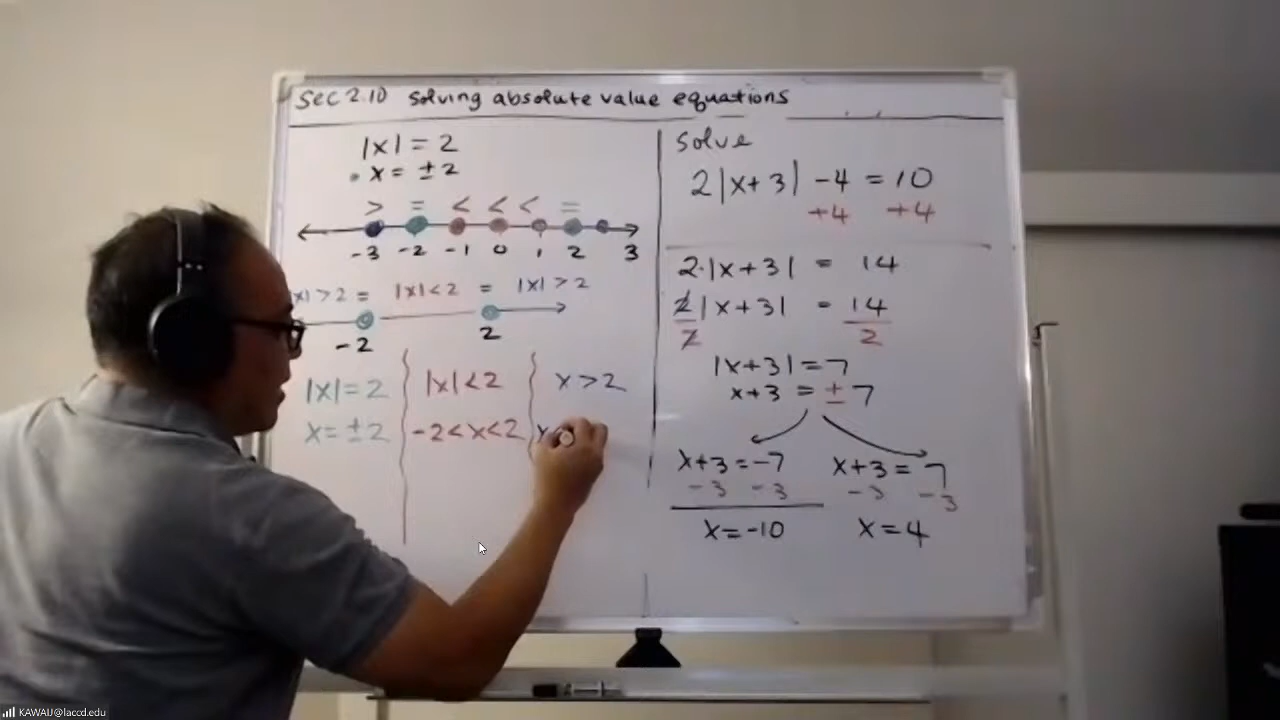 Sec 2.10 Solving absolute value equations
|x| = 2
x = ±2
> = < < < =
-3 -2 -1 0 1 2 3
x| > 2 = |x| < 2 = |x| > 2
-2 2
|x| = 2
x = ±2
|x| < 2
-2 < x < 2
x > 2
x
Solve
2|x+3| -4 = 10
+4 +4
2·|x+3| = 14
2|x+3| = 14
2 2
|x+3| = 7
x+3 = ±7
x+3 = -7
-3 -3
x = -10
x+3 = 7
-3 -3
x = 4
KAWAIJ@laccd.edu